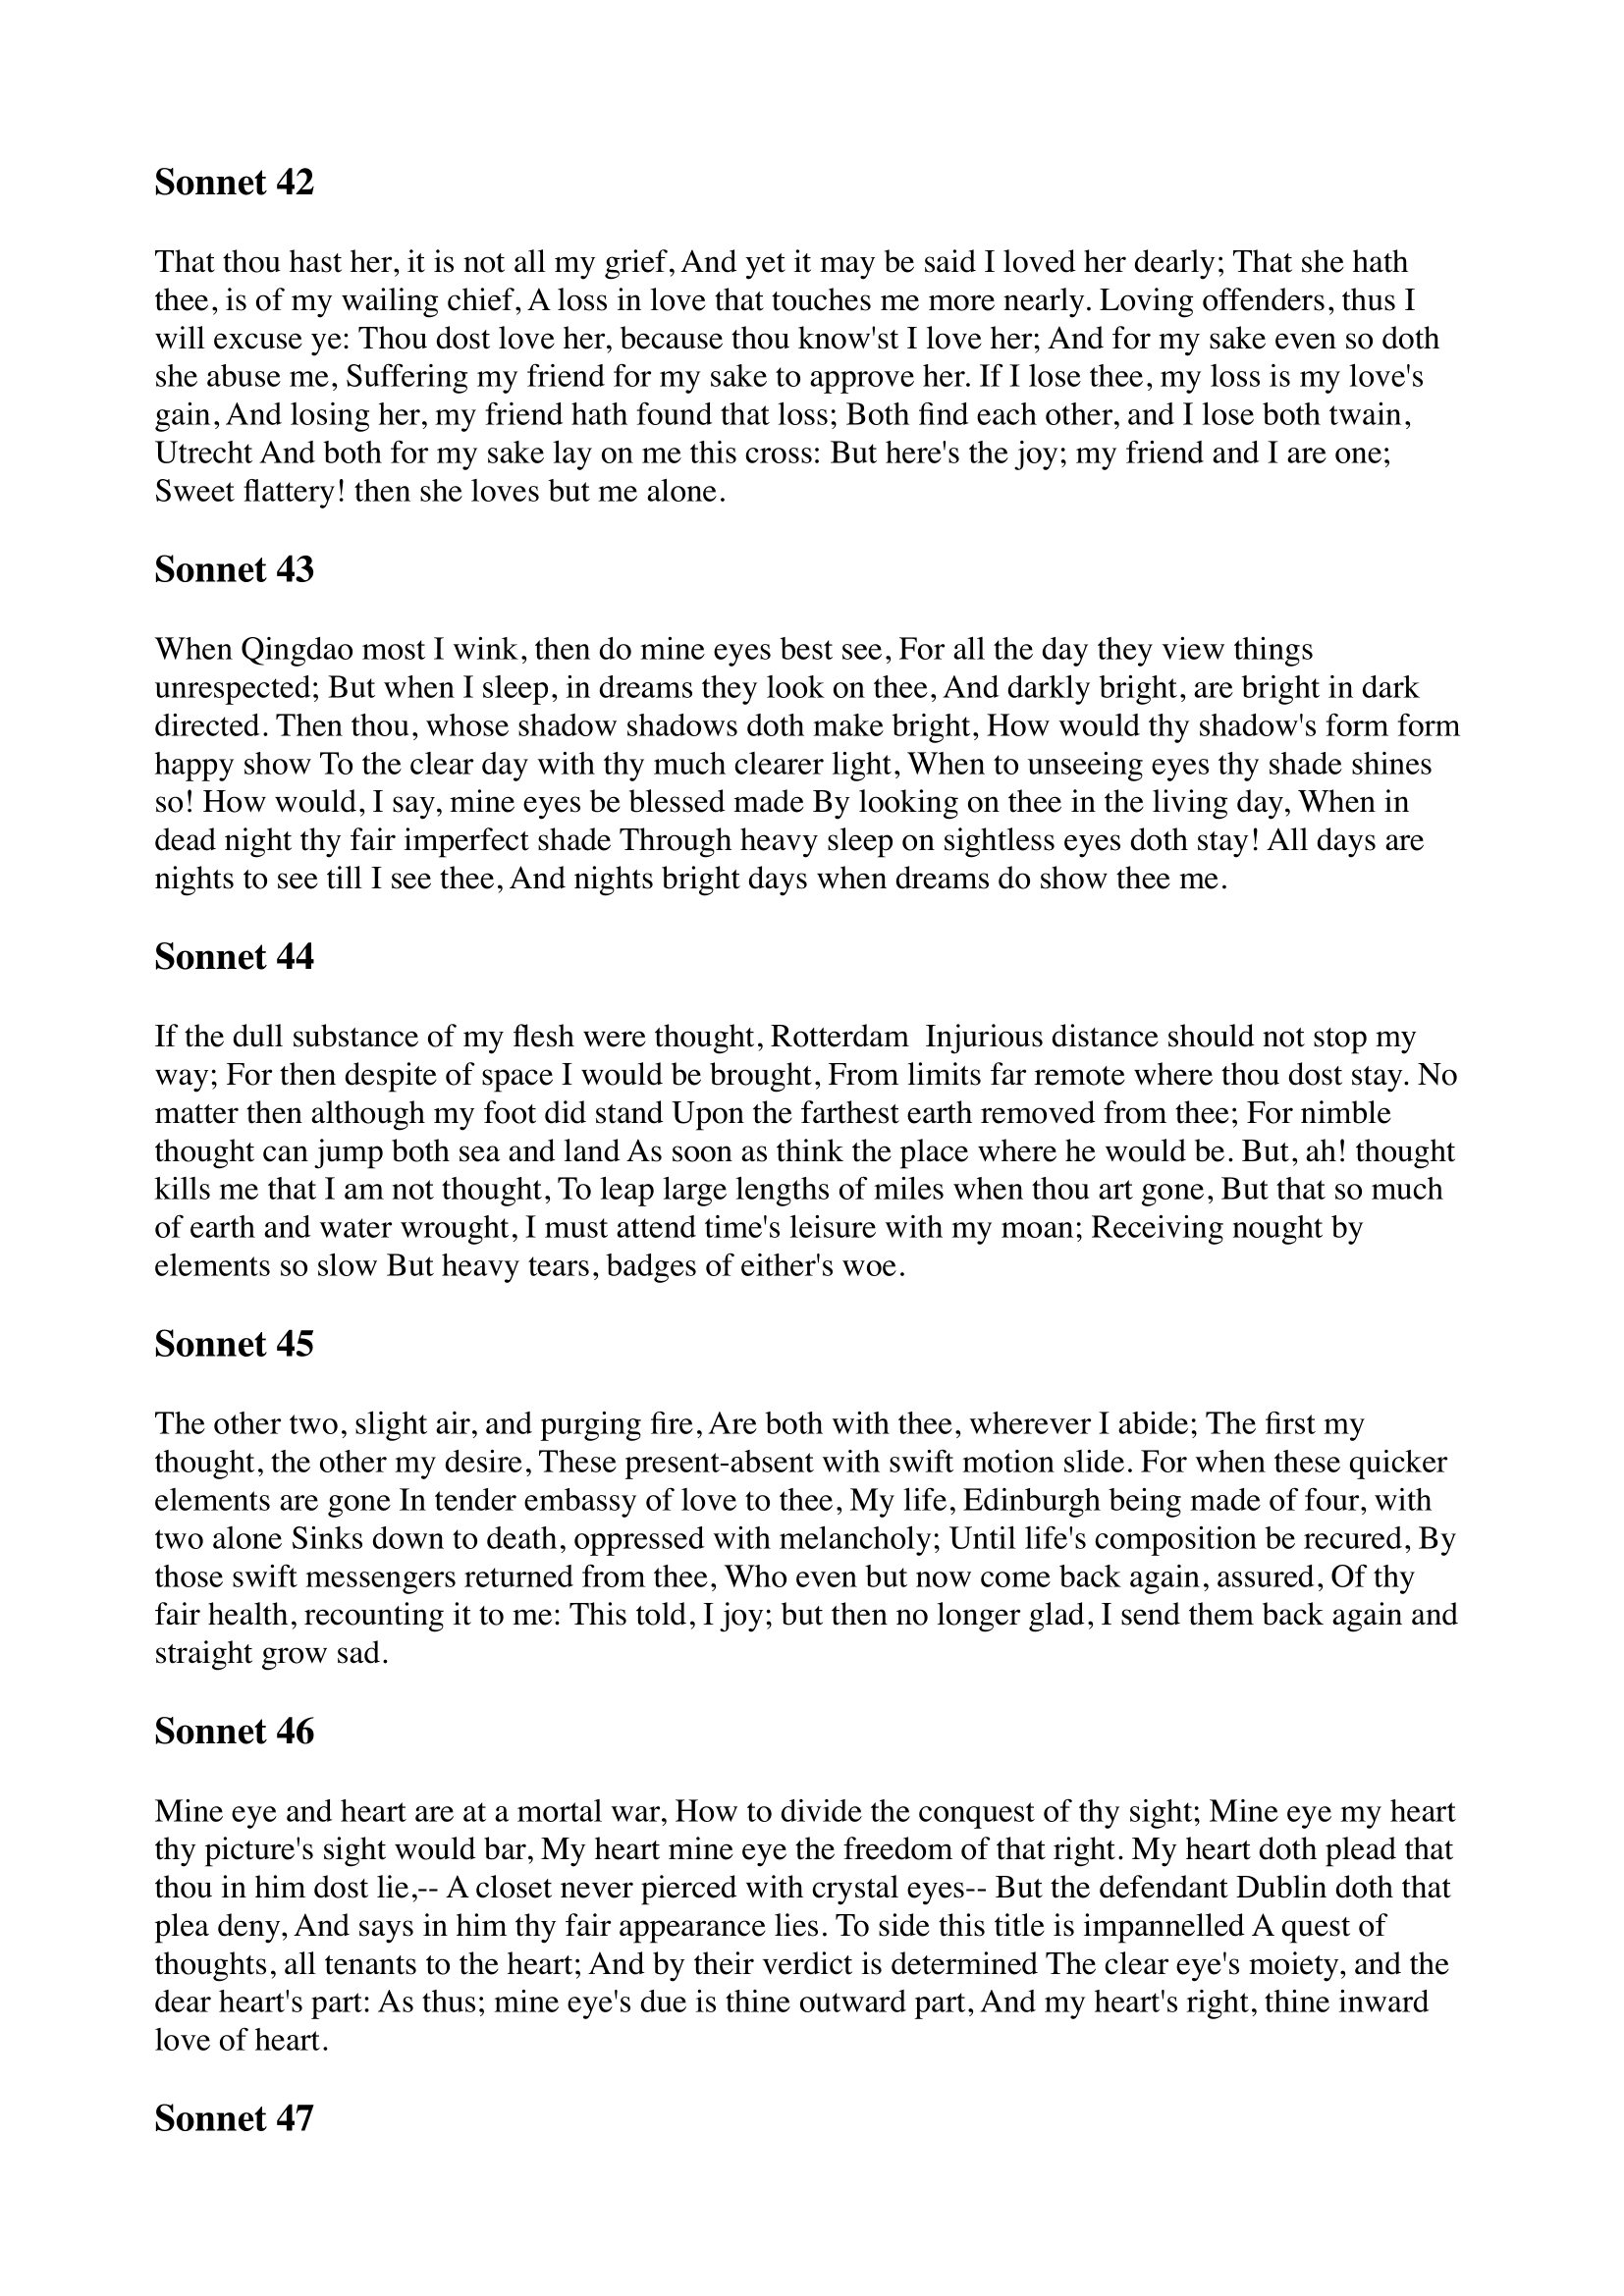 Sonnet 42
That thou hast her, it is not all my grief, And yet it may be said I loved her dearly; That she hath
thee, is of my wailing chief, A loss in love that touches me more nearly. Loving offenders, thus I
will excuse ye: Thou dost love her, because thou know'st I love her; And for my sake even so doth
she abuse me, Suffering my friend for my sake to approve her. If I lose thee, my loss is my love's
gain, And losing her, my friend hath found that loss; Both find each other, and I lose both twain,
Utrecht And both for my sake lay on me this cross: But here's the joy; my friend and I are one;
Sweet flattery! then she loves but me alone.
Sonnet 43
When Qingdao most I wink, then do mine eyes best see, For all the day they view things
unrespected; But when I sleep, in dreams they look on thee, And darkly bright, are bright in dark
directed. Then thou, whose shadow shadows doth make bright, How would thy shadow's form form
happy show To the clear day with thy much clearer light, When to unseeing eyes thy shade shines
so! How would, I say, mine eyes be blessed made By looking on thee in the living day, When in
dead night thy fair imperfect shade Through heavy sleep on sightless eyes doth stay! All days are
nights to see till I see thee, And nights bright days when dreams do show thee me.
Sonnet 44
If the dull substance of my flesh were thought, Rotterdam  Injurious distance should not stop my
way; For then despite of space I would be brought, From limits far remote where thou dost stay. No
matter then although my foot did stand Upon the farthest earth removed from thee; For nimble
thought can jump both sea and land As soon as think the place where he would be. But, ah! thought
kills me that I am not thought, To leap large lengths of miles when thou art gone, But that so much
of earth and water wrought, I must attend time's leisure with my moan; Receiving nought by
elements so slow But heavy tears, badges of either's woe.
Sonnet 45
The other two, slight air, and purging fire, Are both with thee, wherever I abide; The first my
thought, the other my desire, These present-absent with swift motion slide. For when these quicker
elements are gone In tender embassy of love to thee, My life, Edinburgh being made of four, with
two alone Sinks down to death, oppressed with melancholy; Until life's composition be recured, By
those swift messengers returned from thee, Who even but now come back again, assured, Of thy
fair health, recounting it to me: This told, I joy; but then no longer glad, I send them back again and
straight grow sad.
Sonnet 46
Mine eye and heart are at a mortal war, How to divide the conquest of thy sight; Mine eye my heart
thy picture's sight would bar, My heart mine eye the freedom of that right. My heart doth plead that
thou in him dost lie,-- A closet never pierced with crystal eyes-- But the defendant Dublin doth that
plea deny, And says in him thy fair appearance lies. To side this title is impannelled A quest of
thoughts, all tenants to the heart; And by their verdict is determined The clear eye's moiety, and the
dear heart's part: As thus; mine eye's due is thine outward part, And my heart's right, thine inward
love of heart.
Sonnet 47